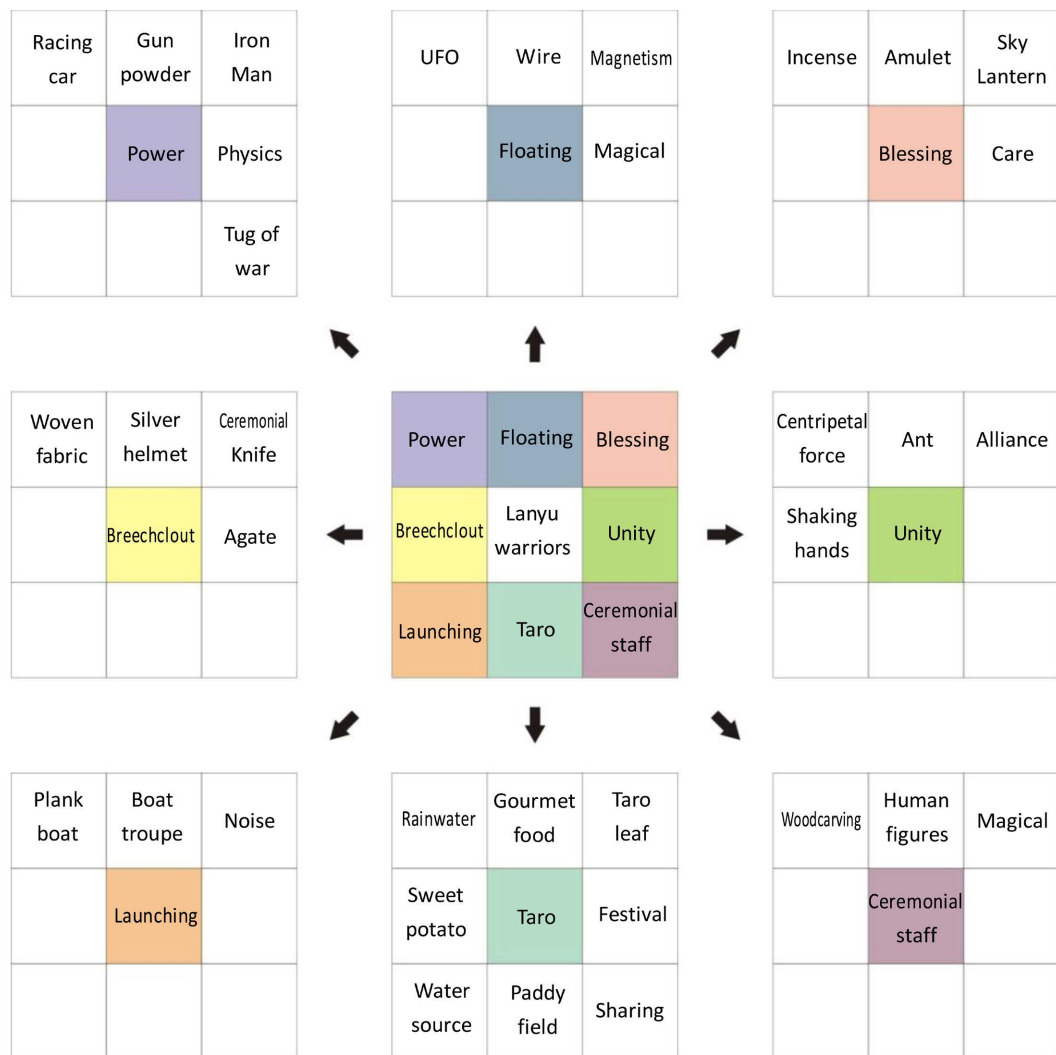 Racing
car
Gun
powder
Iron
Man
Power
Physics
Tug of
war
UFO
Wire
Magnetism
Floating
Magical
Incense
Amulet
Sky
Lantern
Blessing
Care
Woven
fabric
Silver
helmet
Ceremonial
Knife
Breechclout
Agate
Power
Floating
Blessing
Breechclout
Lanyu
warriors
Unity
Launching
Taro
Ceremonial
staff
Centripetal
force
Ant
Alliance
Shaking
hands
Unity
Plank
boat
Boat
troupe
Noise
Launching
Rainwater
Gourmet
food
Taro
leaf
Sweet
potato
Taro
Festival
Water
source
Paddy
field
Sharing
Woodcarving
Human
figures
Magical
Ceremonial
staff